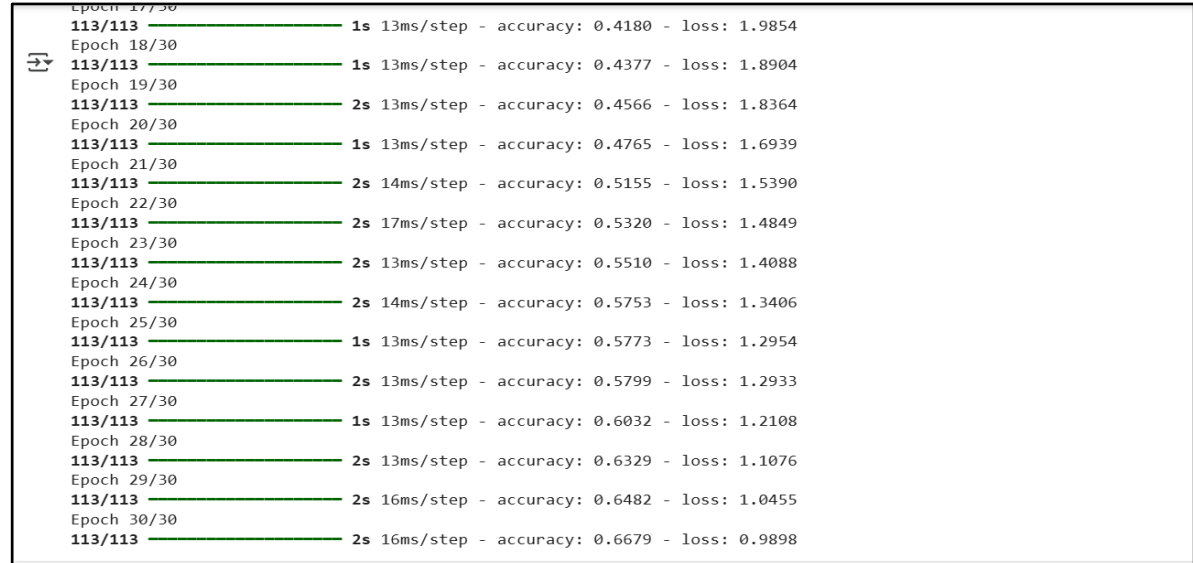 Epoch 17/30
113/113 ━━━━━━━━━━━━━━━━━━━━ 1s 13ms/step - accuracy: 0.4180 - loss: 1.9854
Epoch 18/30
113/113 ━━━━━━━━━━━━━━━━━━━━ 1s 13ms/step - accuracy: 0.4377 - loss: 1.8904
Epoch 19/30
113/113 ━━━━━━━━━━━━━━━━━━━━ 2s 13ms/step - accuracy: 0.4566 - loss: 1.8364
Epoch 20/30
113/113 ━━━━━━━━━━━━━━━━━━━━ 1s 13ms/step - accuracy: 0.4765 - loss: 1.6939
Epoch 21/30
113/113 ━━━━━━━━━━━━━━━━━━━━ 2s 14ms/step - accuracy: 0.5155 - loss: 1.5390
Epoch 22/30
113/113 ━━━━━━━━━━━━━━━━━━━━ 2s 17ms/step - accuracy: 0.5320 - loss: 1.4849
Epoch 23/30
113/113 ━━━━━━━━━━━━━━━━━━━━ 2s 13ms/step - accuracy: 0.5510 - loss: 1.4088
Epoch 24/30
113/113 ━━━━━━━━━━━━━━━━━━━━ 2s 14ms/step - accuracy: 0.5753 - loss: 1.3406
Epoch 25/30
113/113 ━━━━━━━━━━━━━━━━━━━━ 1s 13ms/step - accuracy: 0.5773 - loss: 1.2954
Epoch 26/30
113/113 ━━━━━━━━━━━━━━━━━━━━ 2s 13ms/step - accuracy: 0.5799 - loss: 1.2933
Epoch 27/30
113/113 ━━━━━━━━━━━━━━━━━━━━ 1s 13ms/step - accuracy: 0.6032 - loss: 1.2108
Epoch 28/30
113/113 ━━━━━━━━━━━━━━━━━━━━ 2s 13ms/step - accuracy: 0.6329 - loss: 1.1076
Epoch 29/30
113/113 ━━━━━━━━━━━━━━━━━━━━ 2s 16ms/step - accuracy: 0.6482 - loss: 1.0455
Epoch 30/30
113/113 ━━━━━━━━━━━━━━━━━━━━ 2s 16ms/step - accuracy: 0.6679 - loss: 0.9898